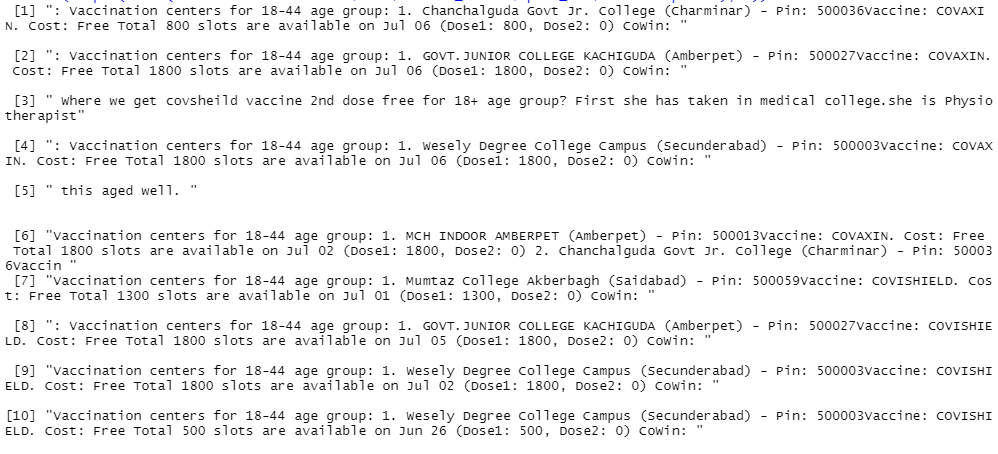 [1] ": Vaccination centers for 18-44 age group: 1. Chanchalguda Govt Jr. College (Charminar) - Pin: 500036Vaccine: COVAXI
N. Cost: Free Total 800 slots are available on Jul 06 (Dose1: 800, Dose2: 0) CoWin: "
[2] ": Vaccination centers for 18-44 age group: 1. GOVT.JUNIOR COLLEGE KACHIGUDA (Amberpet) - Pin: 500027Vaccine: COVAXIN.
Cost: Free Total 1800 slots are available on Jul 06 (Dose1: 1800, Dose2: 0) CoWin: "
[3] " Where we get covsheild vaccine 2nd dose free for 18+ age group? First she has taken in medical college.she is Physio
therapist"
[4] ": Vaccination centers for 18-44 age group: 1. Wesely Degree College Campus (Secunderabad) - Pin: 500003Vaccine: COVAX
IN. Cost: Free Total 1800 slots are available on Jul 06 (Dose1: 1800, Dose2: 0) CoWin: "
[5] " this aged well. "
[6] "Vaccination centers for 18-44 age group: 1. MCH INDOOR AMBERPET (Amberpet) - Pin: 500013Vaccine: COVAXIN. Cost: Free
Total 1800 slots are available on Jul 02 (Dose1: 1800, Dose2: 0) 2. Chanchalguda Govt Jr. College (Charminar) - Pin: 50003
6Vaccin "
[7] "Vaccination centers for 18-44 age group: 1. Mumtaz College Akberbagh (Saidabad) - Pin: 500059Vaccine: COVISHIELD. Cos
t: Free Total 1300 slots are available on Jul 01 (Dose1: 1300, Dose2: 0) CoWin: "
[8] ": Vaccination centers for 18-44 age group: 1. GOVT.JUNIOR COLLEGE KACHIGUDA (Amberpet) - Pin: 500027Vaccine: COVISHIE
LD. Cost: Free Total 1800 slots are available on Jul 05 (Dose1: 1800, Dose2: 0) CoWin: "
[9] "Vaccination centers for 18-44 age group: 1. Wesely Degree College Campus (Secunderabad) - Pin: 500003Vaccine: COVISHI
ELD. Cost: Free Total 1800 slots are available on Jul 02 (Dose1: 1800, Dose2: 0) CoWin: "
[10] "Vaccination centers for 18-44 age group: 1. Wesely Degree College Campus (Secunderabad) - Pin: 500003Vaccine: COVISHI
ELD. Cost: Free Total 500 slots are available on Jun 26 (Dose1: 500, Dose2: 0) CoWin: "